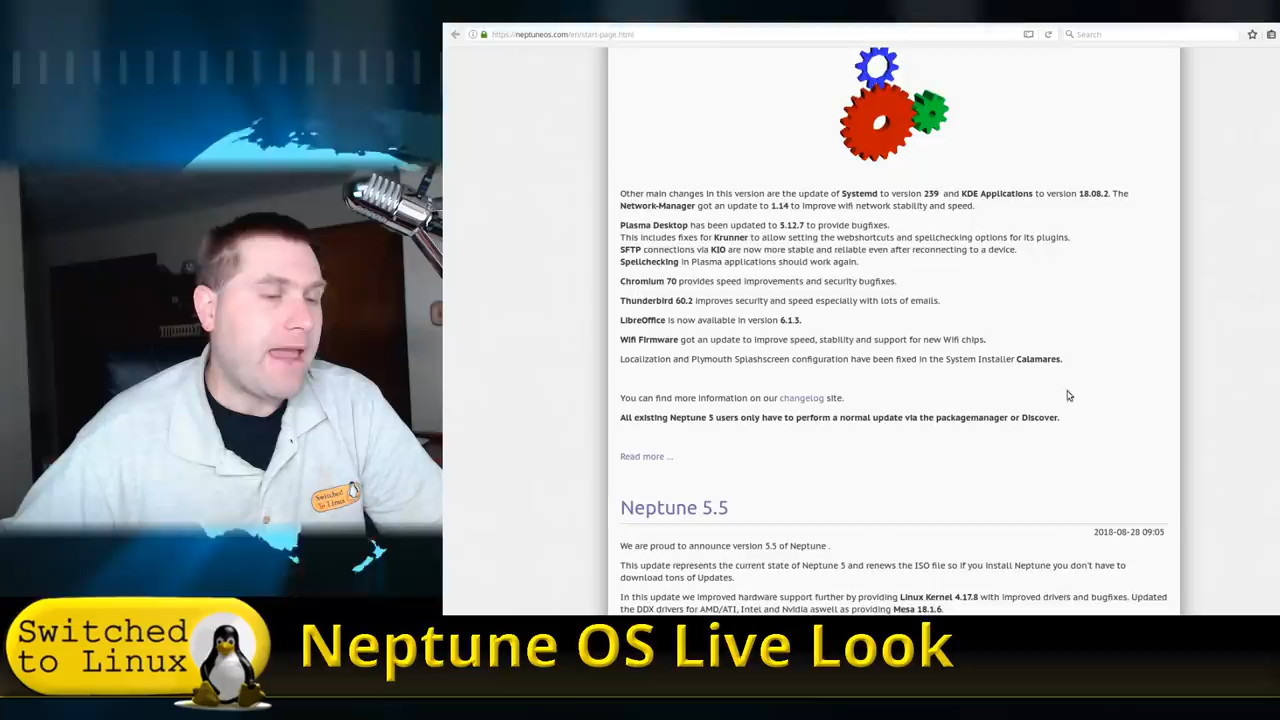 https://neptuneos.com/en/start-page.html
Search
Other main changes in this version are the update of Systemd to version 239 and KDE Applications to version 18.08.2. The
Network-Manager got an update to 1.14 to improve wifi network stability and speed.
Plasma Desktop has been updated to 5.12.7 to provide bugfixes.
This includes fixes for Krunner to allow setting the webshortcuts and spellchecking options for its plugins.
SFTP connections via KIO are now more stable and reliable even after reconnecting to a device.
Spellchecking in Plasma applications should work again.
Chromium 70 provides speed improvements and security bugfixes.
Thunderbird 60.2 improves security and speed especially with lots of emails.
LibreOffice is now available in version 6.1.3.
Wifi Firmware got an update to improve speed, stability and support for new Wifi chips.
Localization and Plymouth Splashscreen configuration have been fixed in the System Installer Calamares.
You can find more information on our changelog site.
All existing Neptune 5 users only have to perform a normal update via the packagemanager or Discover.
Read more ...
Neptune 5.5
2018-08-28 09:05
We are proud to announce version 5.5 of Neptune .
This update represents the current state of Neptune 5 and renews the ISO file so if you install Neptune you don't have to
download tons of Updates.
In this update we improved hardware support further by providing Linux Kernel 4.17.8 with improved drivers and bugfixes. Updated
the DDX drivers for AMD/ATI, Intel and Nvidia aswell as providing Mesa 18.1.6.
Switched
to Linux
Switched
to Linux
Neptune OS Live Look